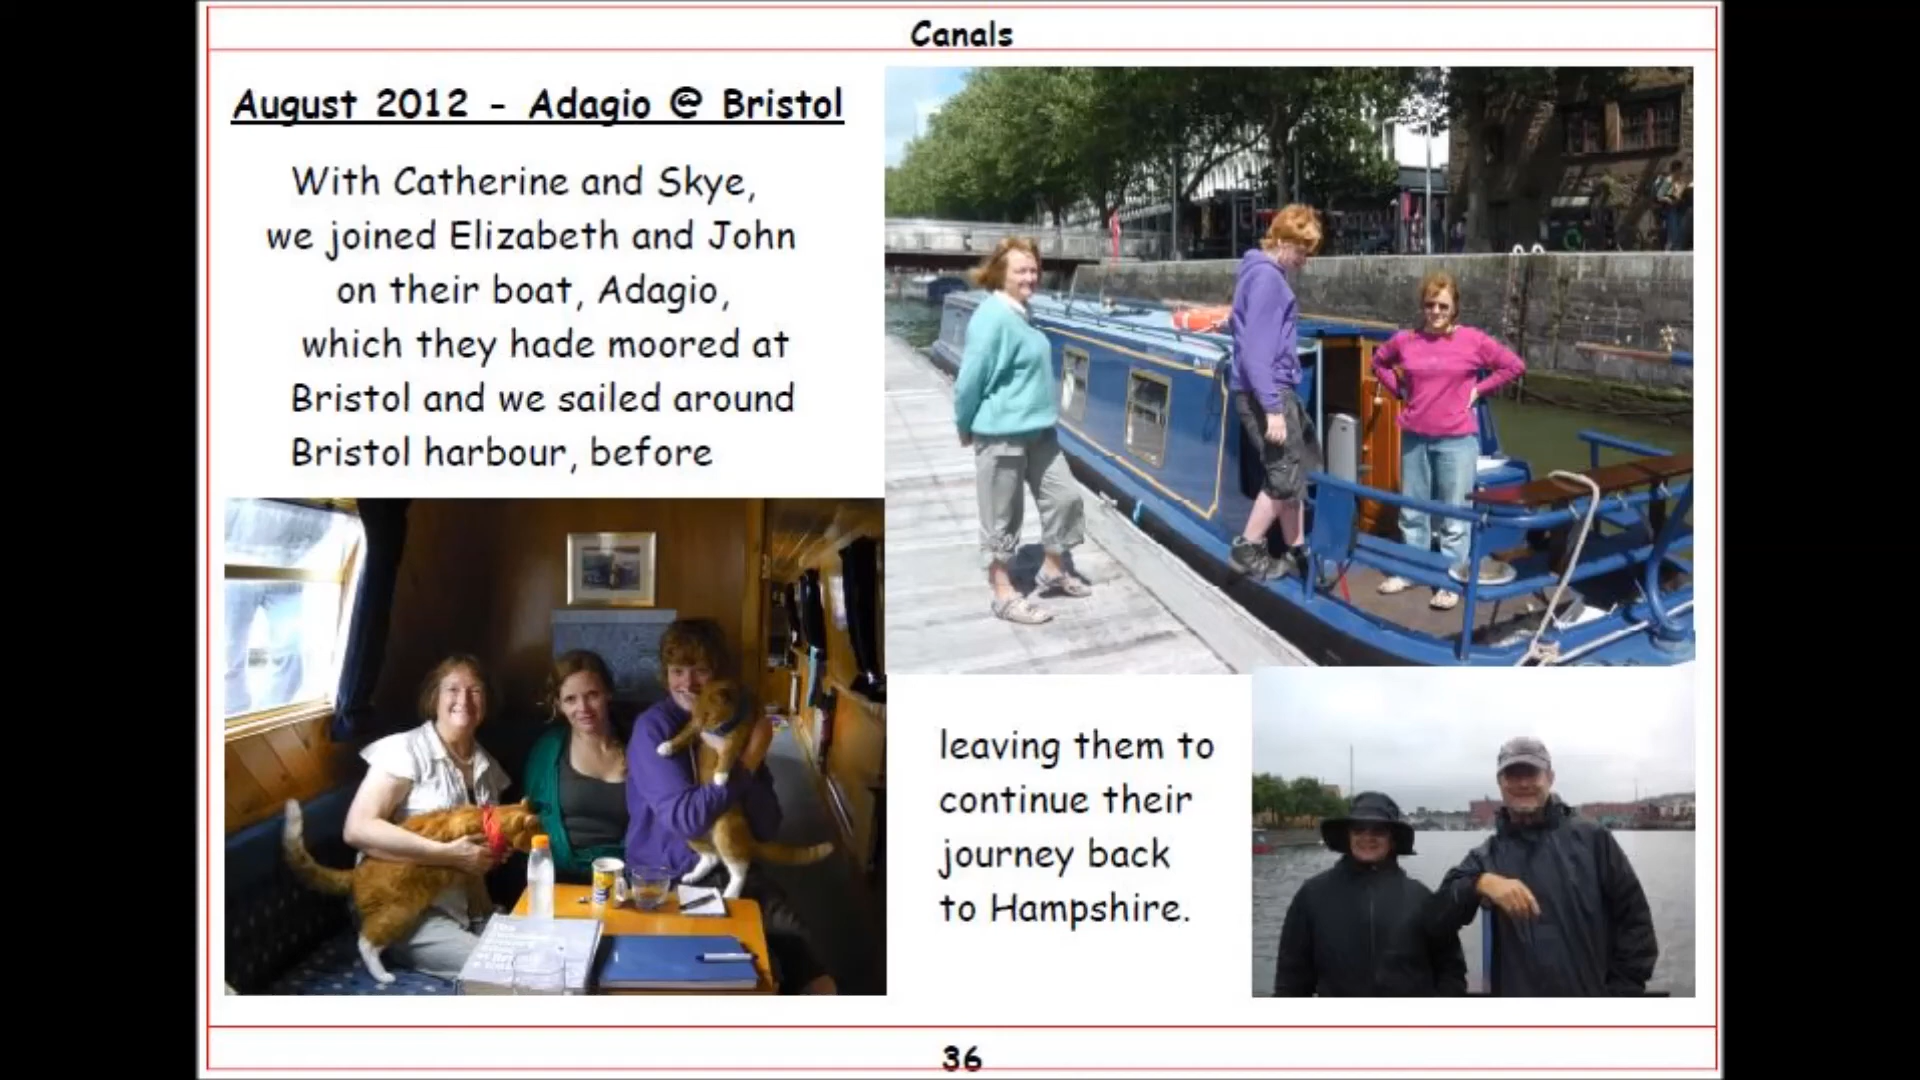 Canals
August 2012 - Adagio @ Bristol
With Catherine and Skye,
we joined Elizabeth and John
on their boat, Adagio,
which they hade moored at
Bristol and we sailed around
Bristol harbour, before
leaving them to
continue their
journey back
to Hampshire.
36